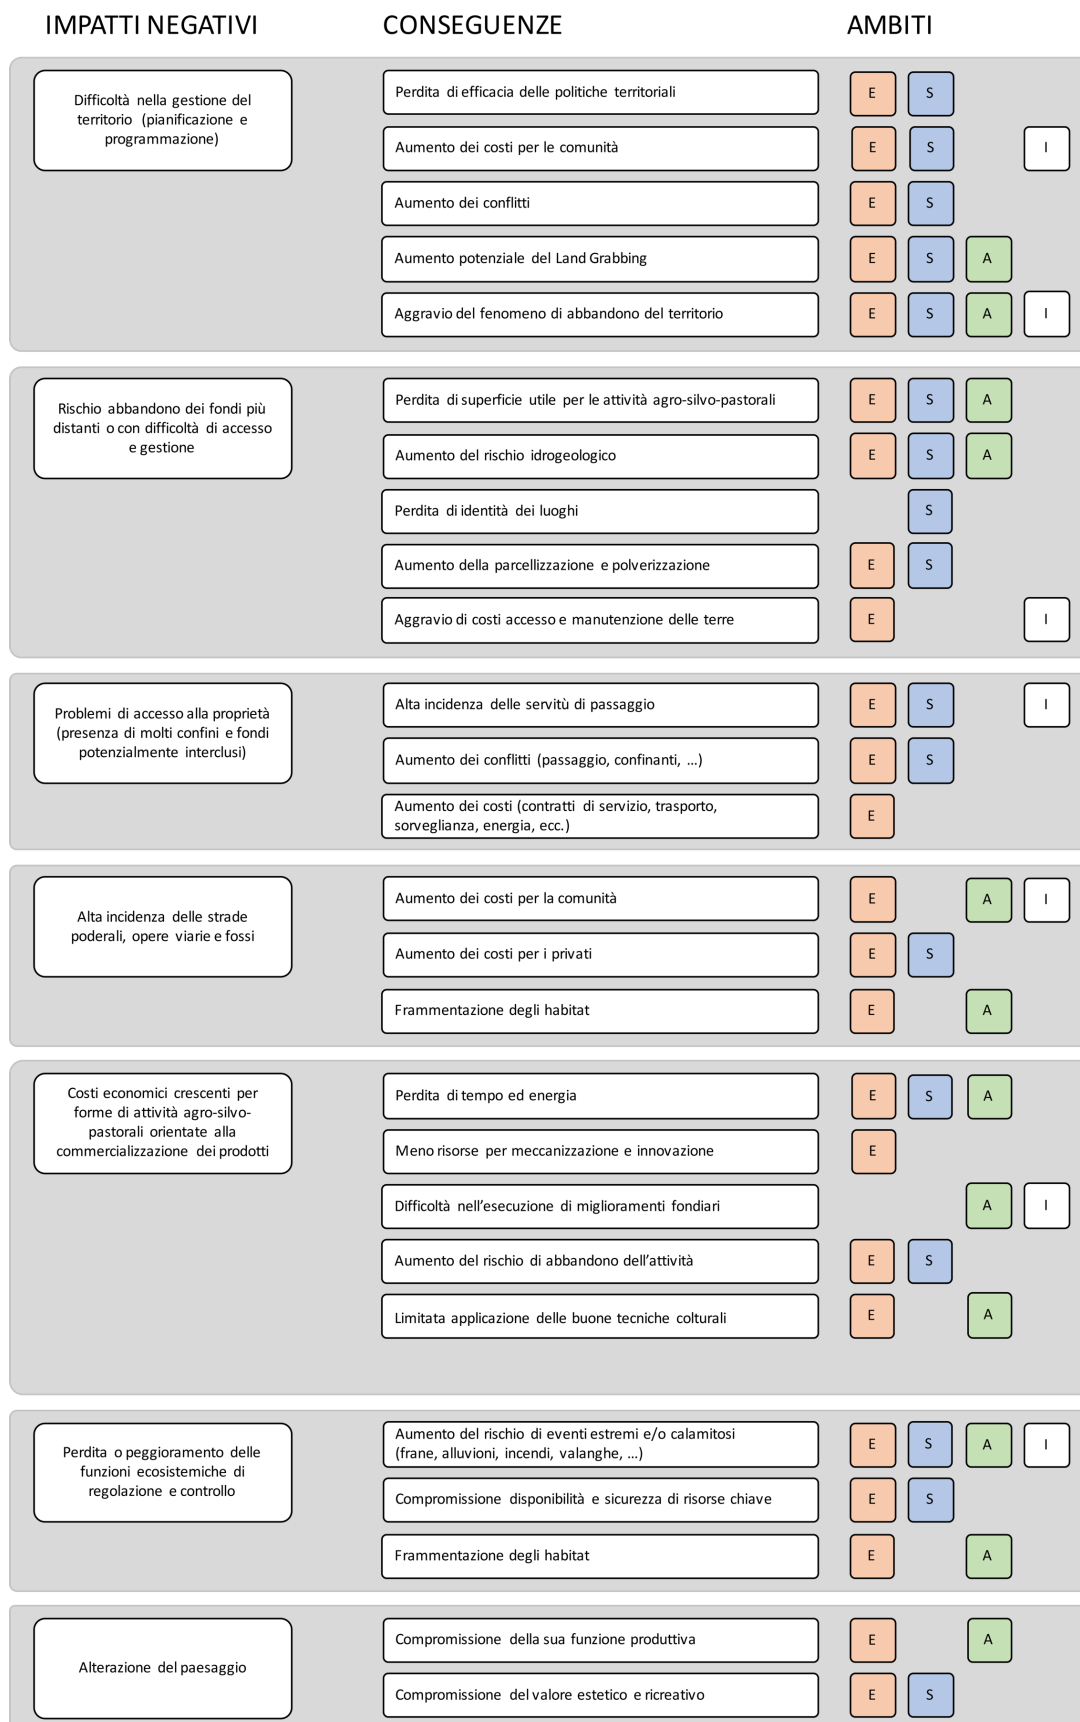 IMPATTI NEGATIVI CONSEGUENZE AMBITI
Difficoltà nella gestione del
territorio (pianificazione e
programmazione)
Perdita di efficacia delle politiche territoriali E S
Aumento dei costi per le comunità E S I
Aumento dei conflitti E S
Aumento potenziale del Land Grabbing E S A
Aggravio del fenomeno di abbandono del territorio E S A I
Rischio abbandono dei fondi più
distanti o con difficoltà di accesso
e gestione
Perdita di superficie utile per le attività agro-silvo-pastorali E S A
Aumento del rischio idrogeologico E S A
Perdita di identità dei luoghi S
Aumento della parcellizzazione e polverizzazione E S
Aggravio di costi accesso e manutenzione delle terre E I
Problemi di accesso alla proprietà
(presenza di molti confini e fondi
potenzialmente interclusi)
Alta incidenza delle servitù di passaggio E S I
Aumento dei conflitti (passaggio, confinanti, ...) E S
Aumento dei costi (contratti di servizio, trasporto,
sorveglianza, energia, ecc.) E
Alta incidenza delle strade
poderali, opere viarie e fossi
Aumento dei costi per la comunità E A I
Aumento dei costi per i privati E S
Frammentazione degli habitat E A
Costi economici crescenti per
forme di attività agro-silvo-
pastorali orientate alla
commercializzazione dei prodotti
Perdita di tempo ed energia E S A
Meno risorse per meccanizzazione e innovazione E
Difficoltà nell'esecuzione di miglioramenti fondiari A I
Aumento del rischio di abbandono dell'attività E S
Limitata applicazione delle buone tecniche colturali E A
Perdita o peggioramento delle
funzioni ecosistemiche di
regolazione e controllo
Aumento del rischio di eventi estremi e/o calamitosi
(frane, alluvioni, incendi, valanghe, ...) E S A I
Compromissione disponibilità e sicurezza di risorse chiave E S
Frammentazione degli habitat E A
Alterazione del paesaggio
Compromissione della sua funzione produttiva E A
Compromissione del valore estetico e ricreativo E S